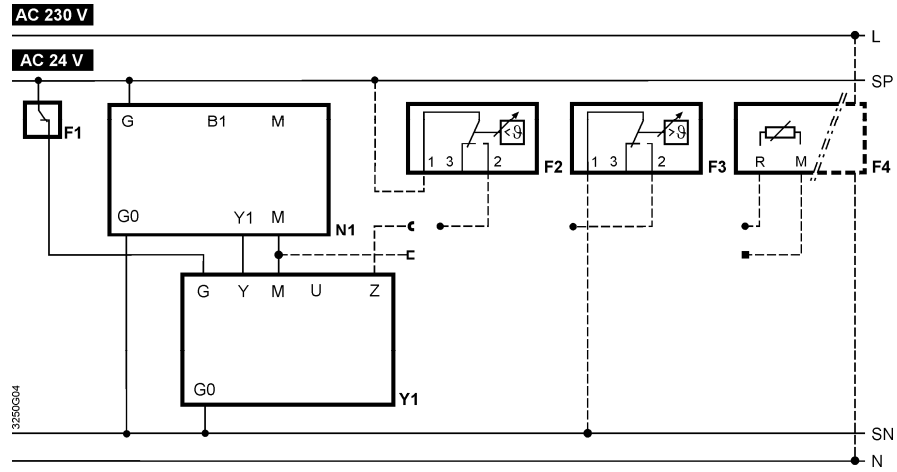 AC 230 V
L
AC 24 V
SP
F1
G B1 M
G0 Y1 M
N1
<ϑ
1 3 2
F2
>ϑ
1 3 2
F3
R M
F4
G Y M U Z
G0
Y1
3250G04
SN
N